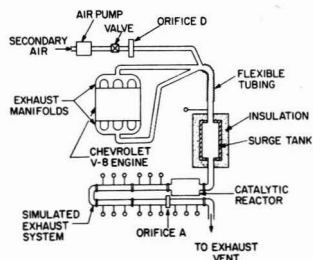 AIR PUMP
VALVE
ORIFICE D
SECONDARY
AIR
FLEXIBLE
TUBING
EXHAUST
MANIFOLDS
INSULATION
SURGE TANK
CHEVROLET
V-8 ENGINE
CATALYTIC
REACTOR
SIMULATED
EXHAUST
SYSTEM
ORIFICE A
TO EXHAUST
VENT